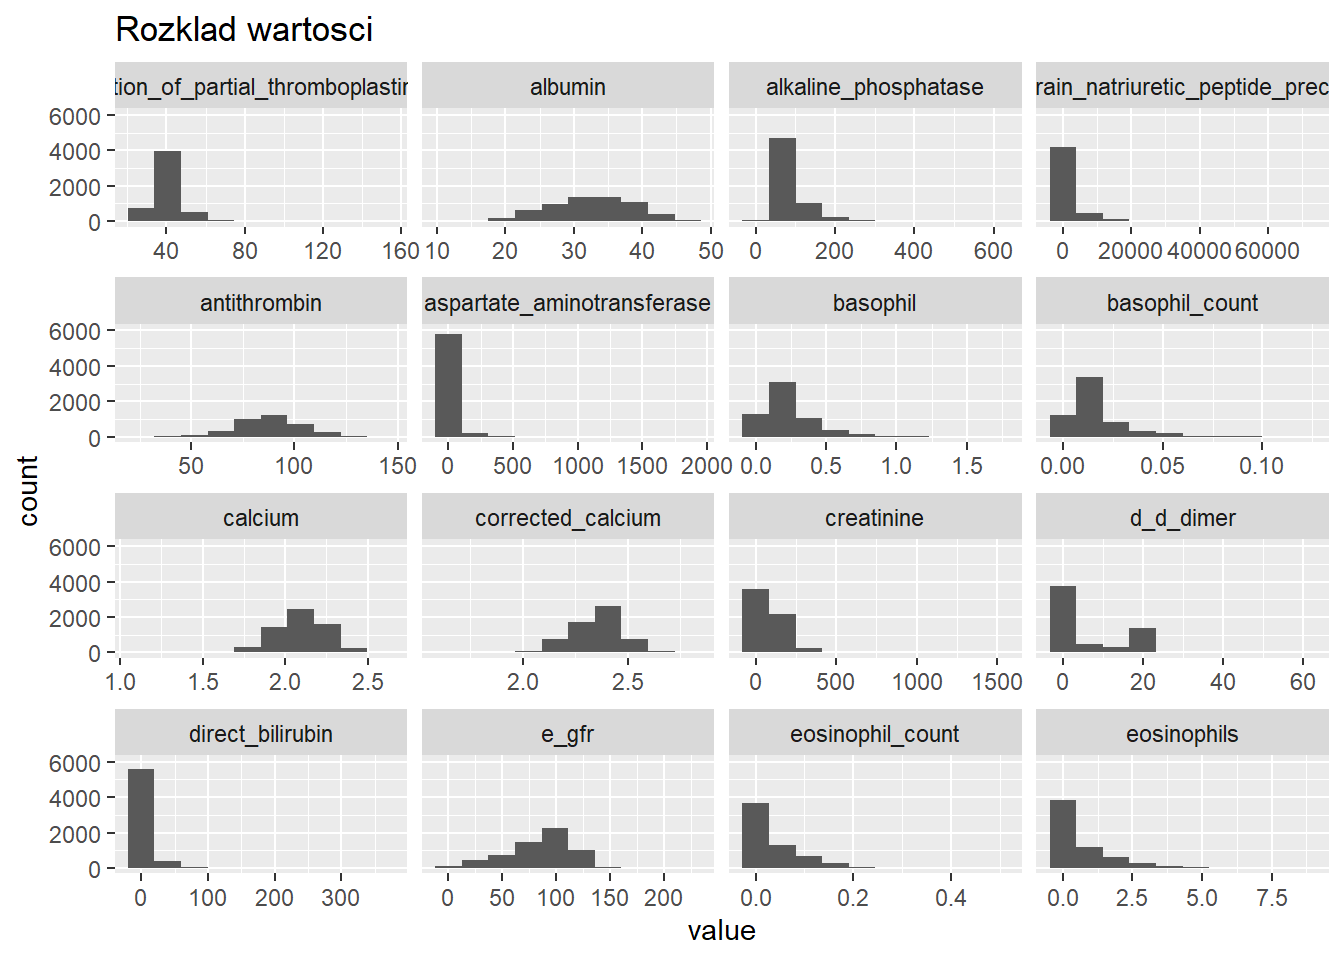 Rozklad wartosci
tion_of_partial_thromboplastin albumin alkaline_phosphatase rain_natriuretic_peptide_prec
6000
4000
2000
0
40 80 120 160 10 20 30 40 50 0 200 400 600 0 20000 40000 60000
antithrombin aspartate_aminotransferase basophil basophil_count
6000
4000
2000
0
50 100 150 0 500 1000 1500 2000 0.0 0.5 1.0 1.5 0.00 0.05 0.10
count
calcium corrected_calcium creatinine d_d_dimer
6000
4000
2000
0
1.0 1.5 2.0 2.5 2.0 2.5 0 500 1000 1500 0 20 40 60
direct_bilirubin e_gfr eosinophil_count eosinophils
6000
4000
2000
0
0 100 200 300 0 50 100 150 200 0.0 0.2 0.4 0.0 2.5 5.0 7.5
value